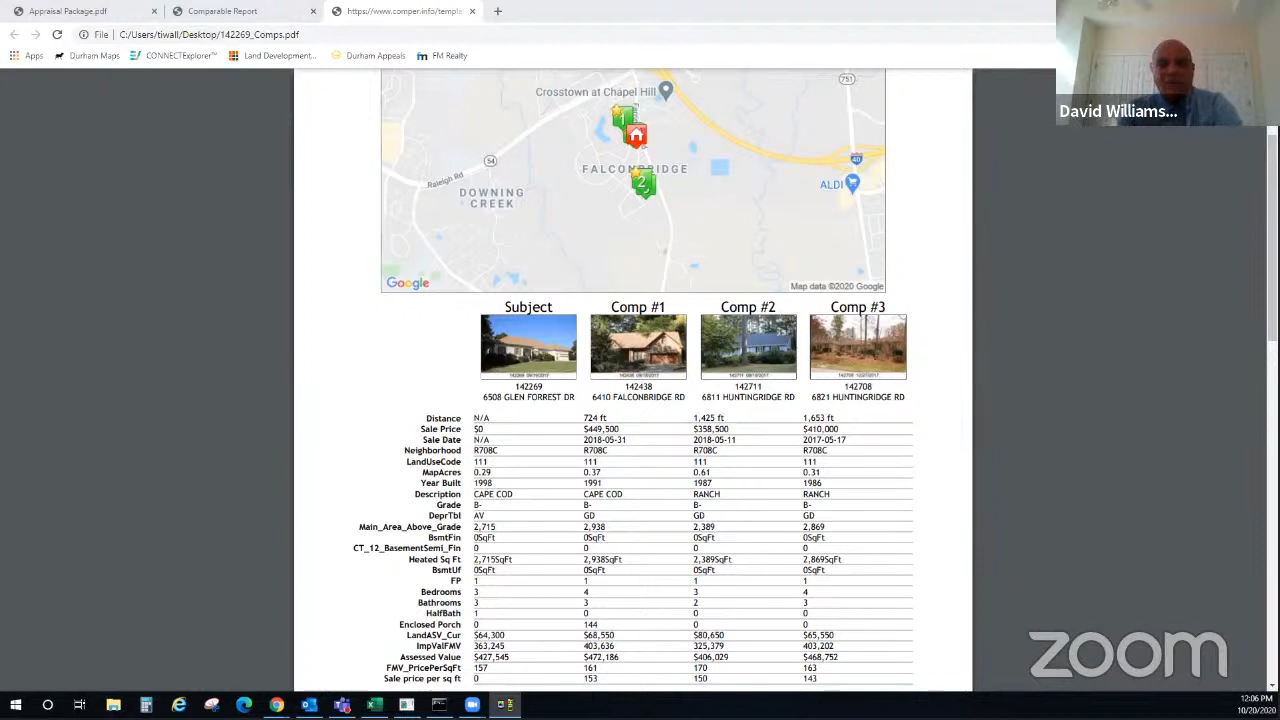 Appraisal Package.pdf
Comparable Report
https://www.comper.info/templa
File C:/Users/tiwall/Desktop/142269_Comps.pdf
Apps Durham Maps CONNECTExplorer™ Land Development... Durham Appeals FM Realty
David Williams...
751
Crosstown at Chapel Hill
1
54
FALCONBRIDGE
40
Raleigh Rd
2
ALDI
DOWNING
CREEK
Google
Map data ©2020 Google
Subject Comp #1 Comp #2 Comp #3
142269 142438 142711 142708
6508 GLEN FORREST DR 6410 FALCONBRIDGE RD 6811 HUNTINGRIDGE RD 6821 HUNTINGRIDGE RD
Distance N/A 724 ft 1,425 ft 1,653 ft
Sale Price $0 $449,500 $358,500 $410,000
Sale Date N/A 2018-05-31 2018-05-11 2017-05-17
Neighborhood R708C R708C R708C R708C
LandUseCode 111 111 111 111
MapAcres 0.29 0.37 0.61 0.31
Year Built 1998 1991 1987 1986
Description CAPE COD CAPE COD RANCH RANCH
Grade B- B- B- B-
DeprTbl AV GD GD GD
Main_Area_Above_Grade 2,715 2,938 2,389 2,869
BsmtFin 0SqFt 0SqFt 0SqFt 0SqFt
CT_12_BasementSemi_Fin 0 0 0 0
Heated Sq Ft 2,715SqFt 2,938SqFt 2,389SqFt 2,869SqFt
BsmtUf 0SqFt 0SqFt 0SqFt 0SqFt
FP 1 1 1 1
Bedrooms 3 4 3 4
Bathrooms 3 3 2 3
HalfBath 1 0 0 0
Enclosed Porch 0 144 0 0
LandASV_Cur $64,300 $68,550 $80,650 $65,550
ImpValFMV 363,245 403,636 325,379 403,202
Assessed Value $427,545 $472,186 $406,029 $468,752
FMV_PricePerSqFt 157 161 170 163
Sale price per sq ft 0 153 150 143
zoom
12:06 PM
10/20/2020